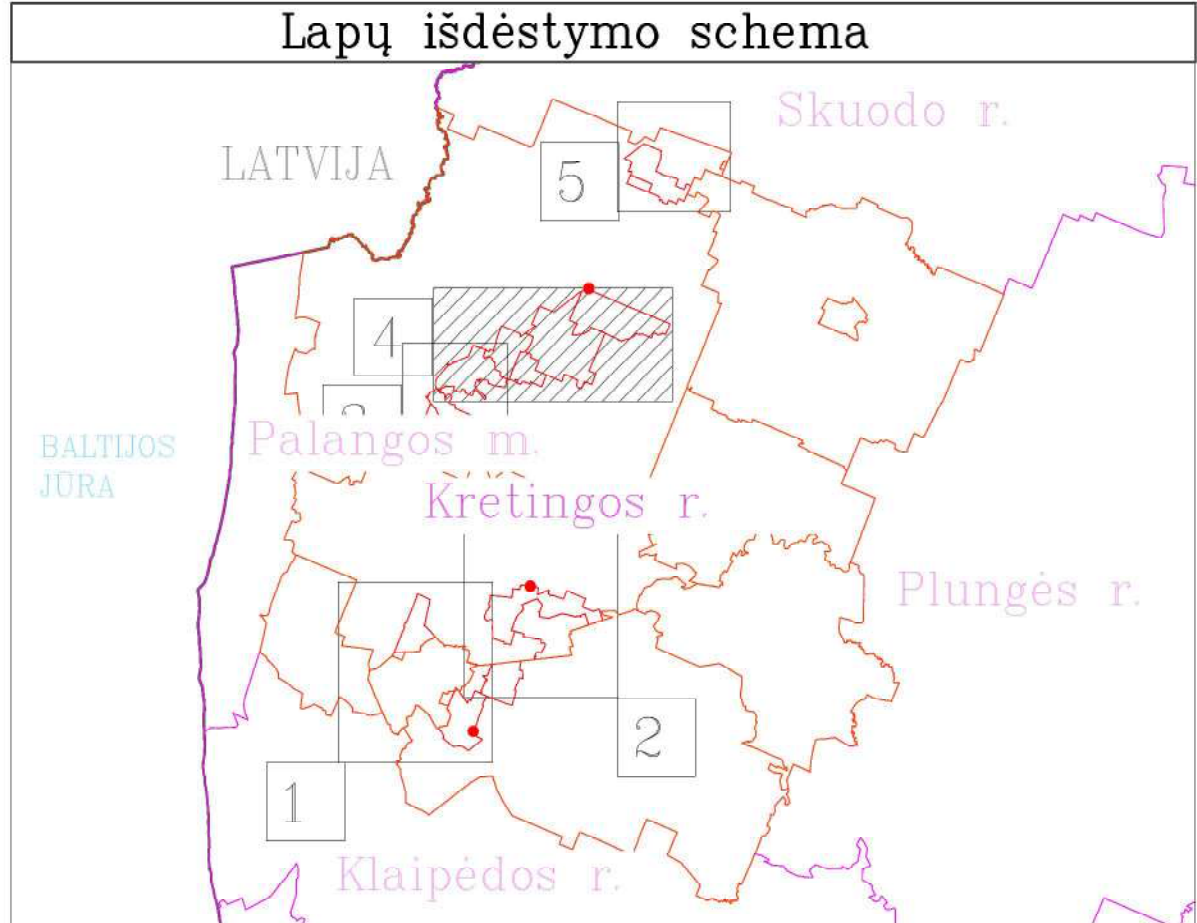 Lapų išdėstymo schema
Skuodo r.
LATVIJA
5
4
BALTIJOS
JŪRA
Palangos m.
Kretingos r.
Plungės r.
2
1
Klaipėdos r.